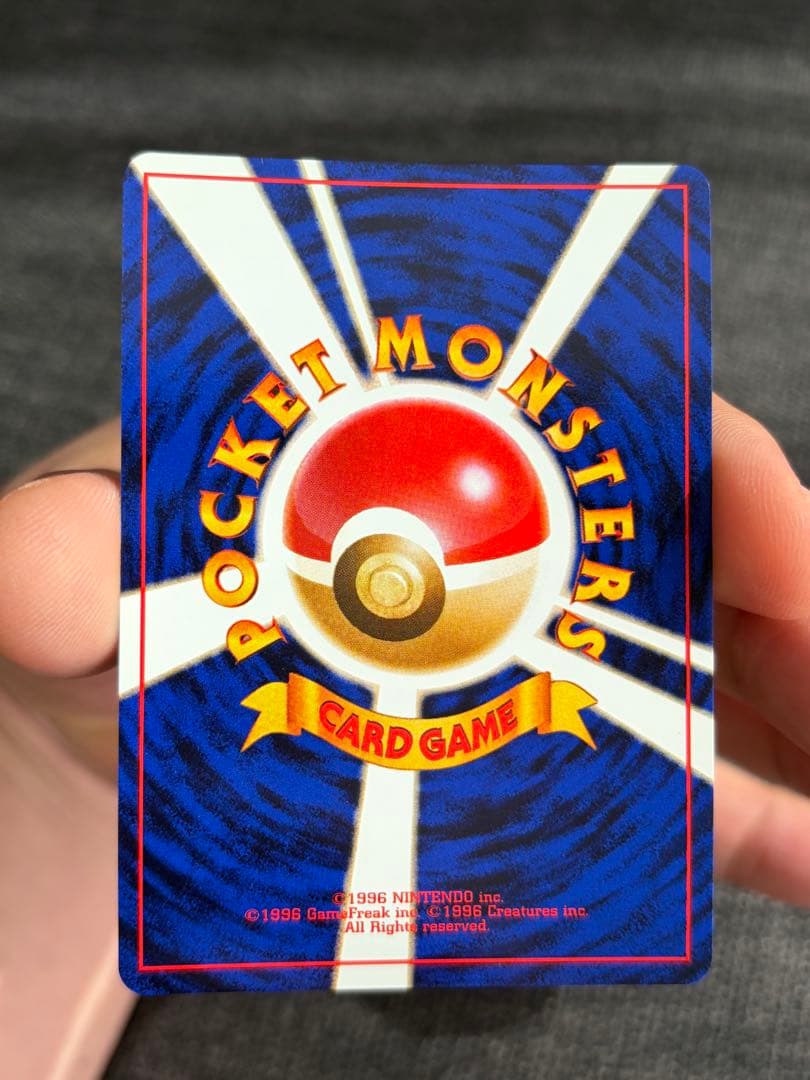 POCKET MONSTERS
CARD GAME
©1996 NINTENDO inc.
©1996 GameFreak inc. ©1996 Creatures inc.
All Rights reserved.